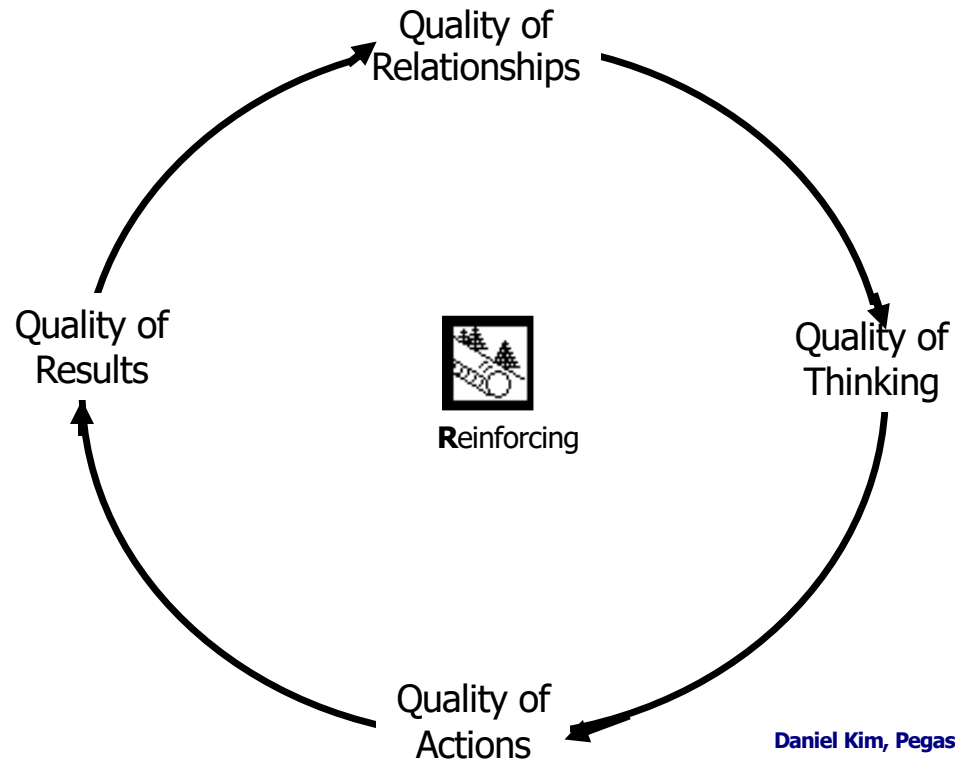 Quality of
Relationships
Quality of
Thinking
Quality of
Actions
Quality of
Results
Reinforcing
Daniel Kim, Pegas